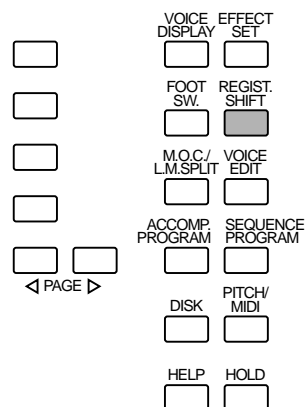 VOICE DISPLAY
EFFECT SET
FOOT SW.
REGIST. SHIFT
M.O.C./ L.M.SPLIT
VOICE EDIT
ACCOMP. PROGRAM
SEQUENCE PROGRAM
◁ PAGE ▷
DISK
PITCH/ MIDI
HELP
HOLD